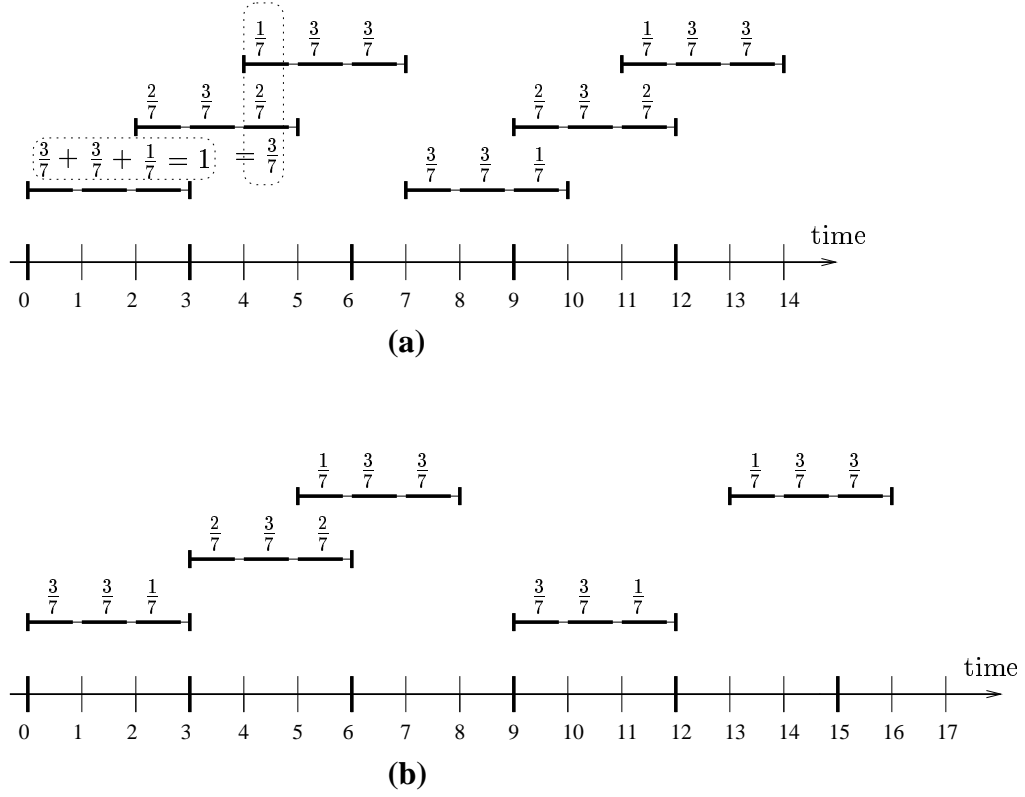 1/7 3/7 3/7 1/7 3/7 3/7
2/7 3/7 2/7 2/7 3/7 2/7
3/7 + 3/7 + 1/7 = 1 = 3/7 3/7 3/7 1/7
time
0 1 2 3 4 5 6 7 8 9 10 11 12 13 14
(a)
1/7 3/7 3/7 1/7 3/7 3/7
2/7 3/7 2/7
3/7 3/7 1/7 3/7 3/7 1/7
time
0 1 2 3 4 5 6 7 8 9 10 11 12 13 14 15 16 17
(b)